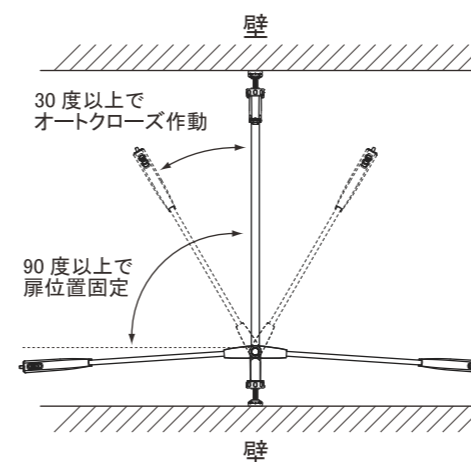 壁
30 度以上で
オートクローズ作動
90 度以上で
扉位置固定
壁